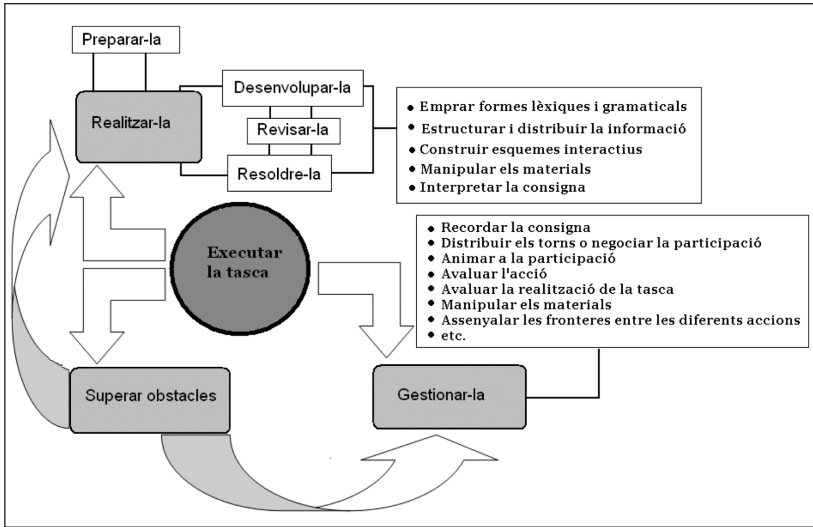 Preparar-la
Realitzar-la
Desenvolupar-la
Revisar-la
Resoldre-la
• Emprar formes lèxiques i gramaticals
• Estructurar i distribuir la informació
• Construir esquemes interactius
• Manipular els materials
• Interpretar la consigna
Executar
la tasca
• Recordar la consigna
• Distribuir els torns o negociar la participació
• Animar a la participació
• Avaluar l'acció
• Avaluar la realització de la tasca
• Manipular els materials
• Assenyalar les fronteres entre les diferents accions
• etc.
Superar obstacles
Gestionar-la